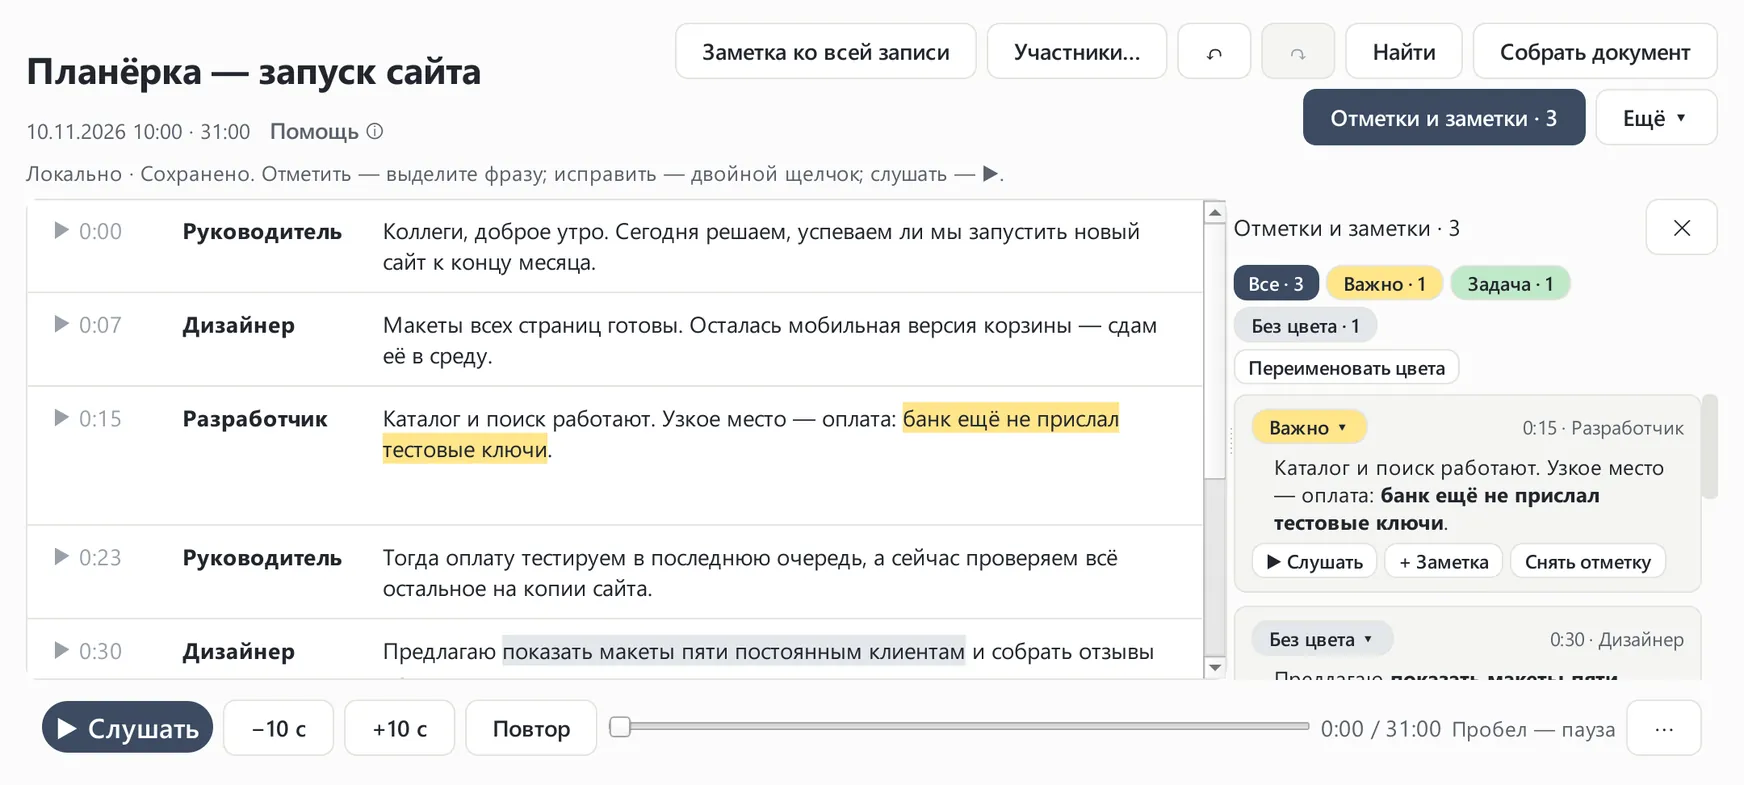 Планёрка — запуск сайта
Заметка ко всей записи
Участники...
Найти
Собрать документ
Отметки и заметки · 3
Ещё ▼
10.11.2026 10:00 · 31:00 Помощь ⓘ
Локально · Сохранено. Отметить — выделите фразу; исправить — двойной щелчок; слушать — ▶.
▶ 0:00 Руководитель Коллеги, доброе утро. Сегодня решаем, успеваем ли мы запустить новый
сайт к концу месяца.
▶ 0:07 Дизайнер Макеты всех страниц готовы. Осталась мобильная версия корзины — сдам
её в среду.
▶ 0:15 Разработчик Каталог и поиск работают. Узкое место — оплата: банк ещё не прислал
тестовые ключи.
▶ 0:23 Руководитель Тогда оплату тестируем в последнюю очередь, а сейчас проверяем всё
остальное на копии сайта.
▶ 0:30 Дизайнер Предлагаю показать макеты пяти постоянным клиентам и собрать отзывы
Отметки и заметки · 3
Все · 3 Важно · 1 Задача · 1
Без цвета · 1
Переименовать цвета
Важно ▼ 0:15 · Разработчик
Каталог и поиск работают. Узкое место
— оплата: банк ещё не прислал
тестовые ключи.
▶ Слушать + Заметка Снять отметку
Без цвета ▼ 0:30 · Дизайнер
Предлагаю показать макеты пяти
▶ Слушать −10 с +10 с Повтор 0:00 / 31:00 Пробел — пауза ...